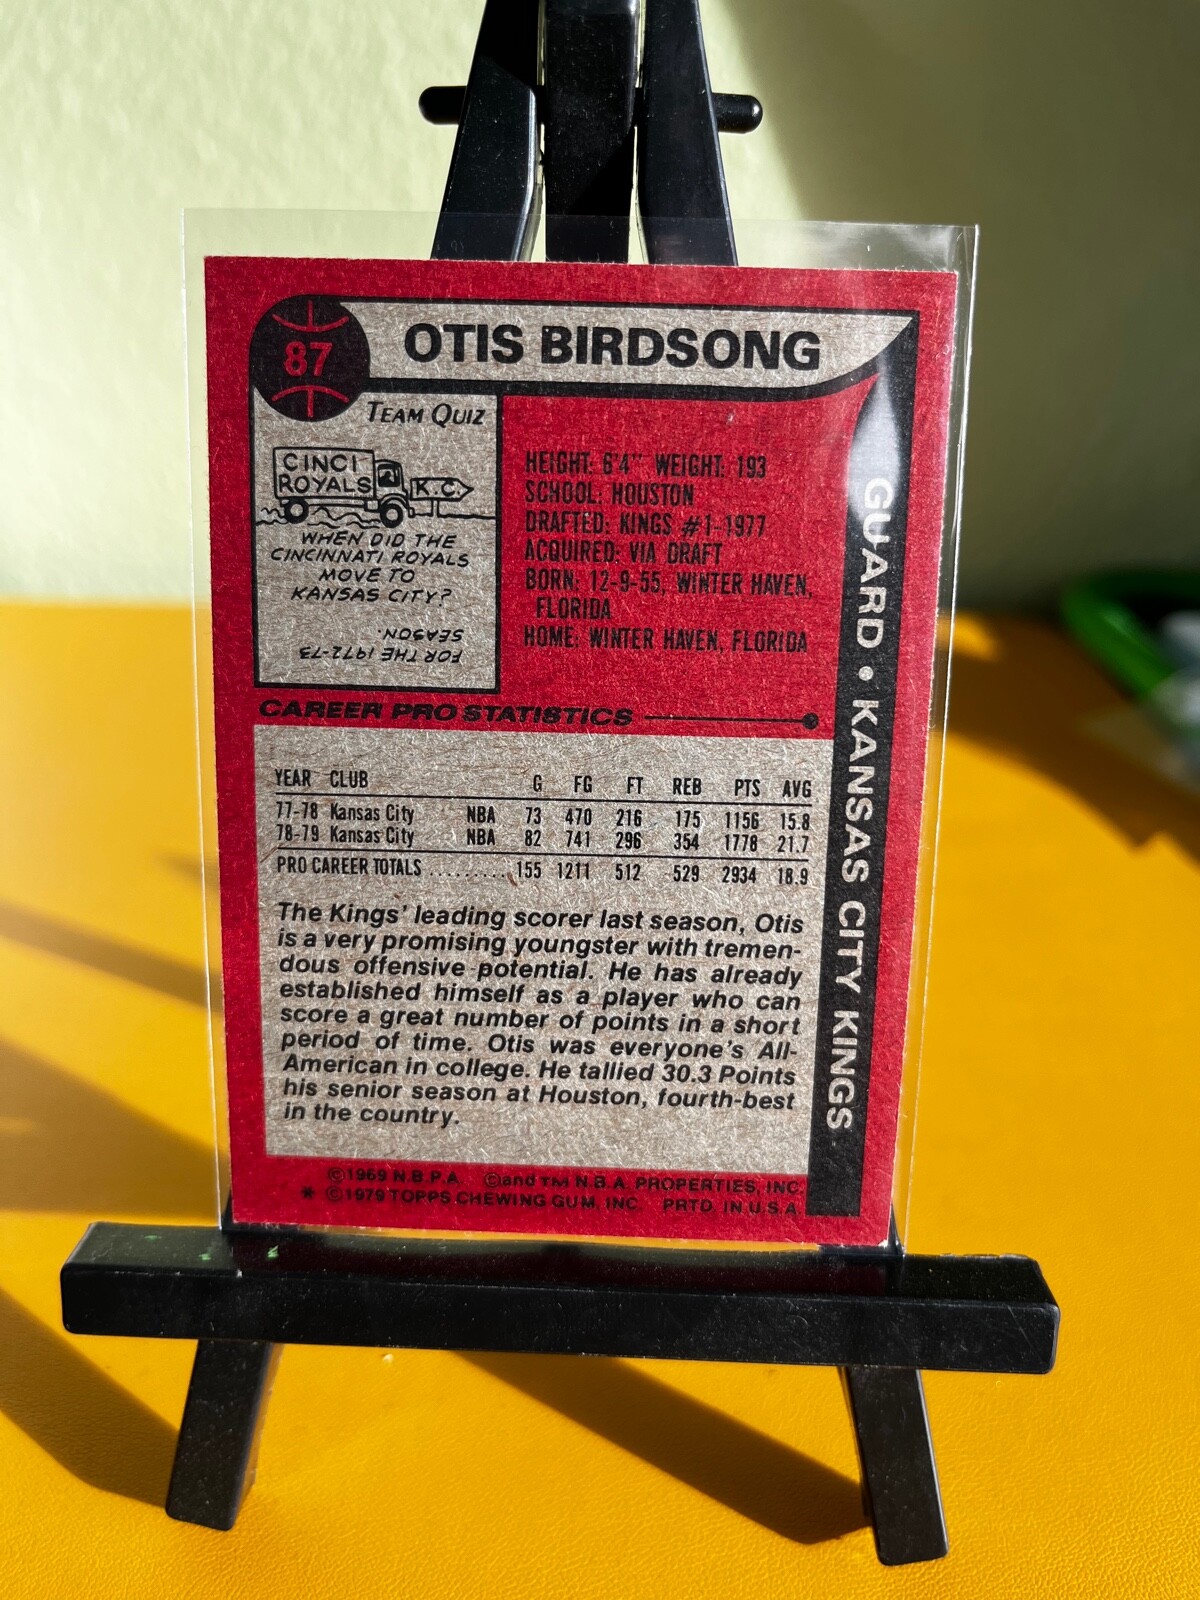 87
OTIS BIRDSONG
TEAM QUIZ
CINCI
ROYALS
K.C.
WHEN DID THE
CINCINNATI ROYALS
MOVE TO
KANSAS CITY?
FOR THE 1972-73
SEASON.
HEIGHT: 6'4" WEIGHT: 193
SCHOOL: HOUSTON
DRAFTED: KINGS #1-1977
ACQUIRED: VIA DRAFT
BORN: 12-9-55, WINTER HAVEN,
FLORIDA
HOME: WINTER HAVEN, FLORIDA
GUARD • KANSAS CITY KINGS
CAREER PRO STATISTICS
YEAR CLUB G FG FT REB PTS AVG
77-78 Kansas City NBA 73 470 216 175 1156 15.8
78-79 Kansas City NBA 82 741 296 354 1778 21.7
PRO CAREER TOTALS ......... 155 1211 512 529 2934 18.9
The Kings' leading scorer last season, Otis
is a very promising youngster with tremen-
dous offensive potential. He has already
established himself as a player who can
score a great number of points in a short
period of time. Otis was everyone's All-
American in college. He tallied 30.3 Points
his senior season at Houston, fourth-best
in the country.
©1969 N.B.P.A. ©and TM N.B.A. PROPERTIES, INC.
* ©1979 TOPPS CHEWING GUM, INC. PRTD. IN U.S.A.